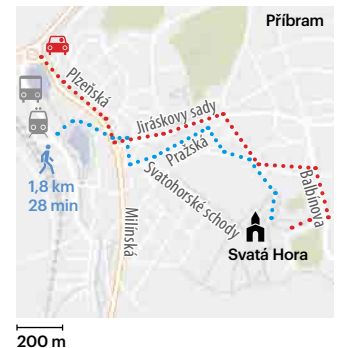 Příbram
Plzeňská
Jiráskovy sady
Pražská
Svatohorské schody
Balbínova
Milínská
1,8 km
28 min
Svatá Hora
200 m